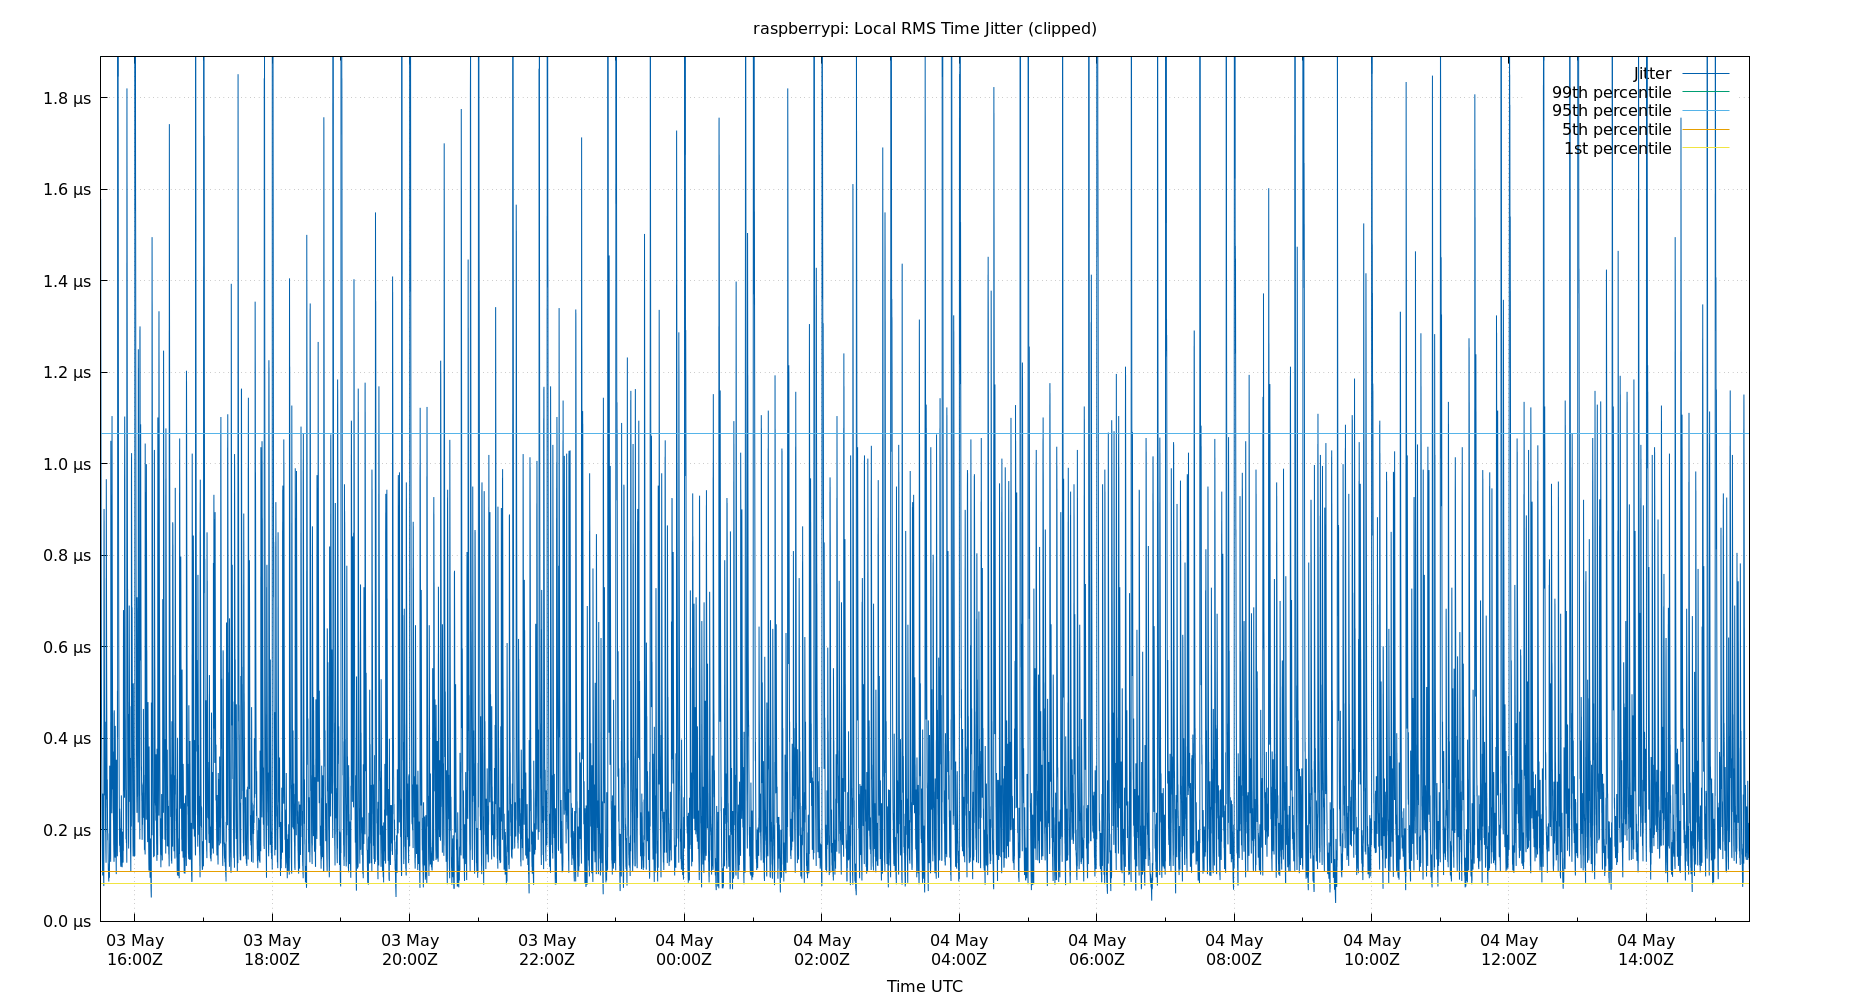 raspberrypi: Local RMS Time Jitter (clipped)
Jitter
99th percentile
95th percentile
5th percentile
1st percentile
1.8 µs
1.6 µs
1.4 µs
1.2 µs
1.0 µs
0.8 µs
0.6 µs
0.4 µs
0.2 µs
0.0 µs
03 May 03 May 03 May 03 May 04 May 04 May 04 May 04 May 04 May 04 May 04 May 04 May
16:00Z 18:00Z 20:00Z 22:00Z 00:00Z 02:00Z 04:00Z 06:00Z 08:00Z 10:00Z 12:00Z 14:00Z
Time UTC